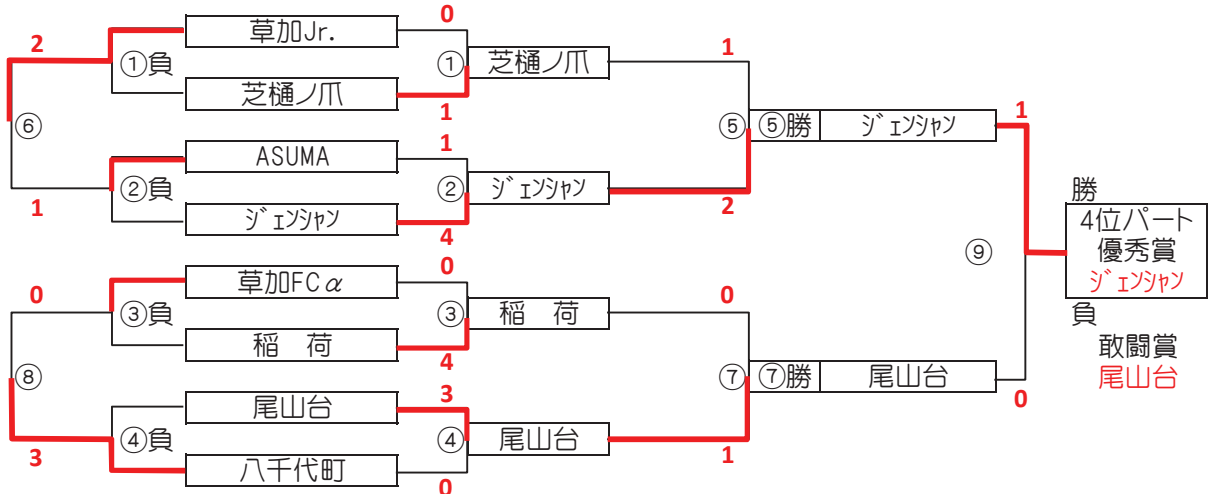 0
2
草加Jr.
1
①負
①
芝樋ノ爪
芝樋ノ爪
1
⑥
⑤
⑤勝
ジェンシャン
1
ASUMA
1
②負
②
ジェンシャン
1
ジェンシャン
4
2
勝
4位パート
優秀賞
ジェンシャン
⑨
草加FCα
0
0
0
③負
③
稲 荷
負
稲 荷
4
敢闘賞
尾山台
⑧
⑦
⑦勝
尾山台
0
尾山台
3
④負
④
尾山台
3
1
八千代町
0